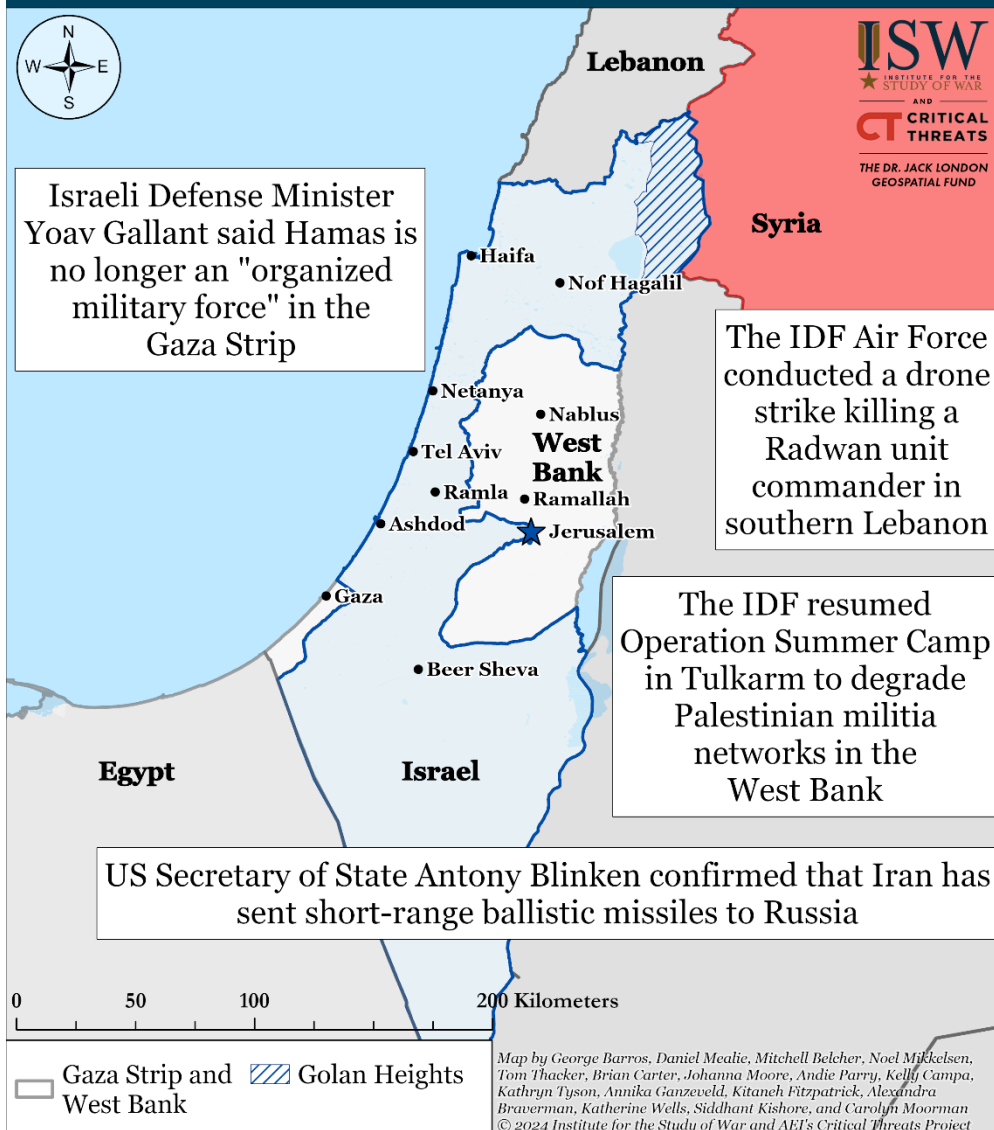 N
W E
S
Lebanon
ISW
INSTITUTE FOR THE
STUDY OF WAR
AND
CT CRITICAL
THREATS
THE DR. JACK LONDON
GEOSPATIAL FUND
Israeli Defense Minister
Yoav Gallant said Hamas is
no longer an "organized
military force" in the
Gaza Strip
Syria
Haifa
Nof Hagalil
The IDF Air Force
conducted a drone
strike killing a
Radwan unit
commander in
southern Lebanon
Netanya
Nablus
West
Bank
Tel Aviv
Ramla
Ramallah
Ashdod
Jerusalem
Gaza
The IDF resumed
Operation Summer Camp
in Tulkarm to degrade
Palestinian militia
networks in the
West Bank
Beer Sheva
Egypt
Israel
US Secretary of State Antony Blinken confirmed that Iran has
sent short-range ballistic missiles to Russia
0 50 100 200 Kilometers
Gaza Strip and
West Bank
Golan Heights
Map by George Barros, Daniel Mealie, Mitchell Belcher, Noel Mikkelsen,
Tom Thacker, Brian Carter, Johanna Moore, Andie Parry, Kelly Campa,
Kathryn Tyson, Annika Ganzeveld, Kitaneh Fitzpatrick, Alexandra
Braverman, Katherine Wells, Siddhant Kishore, and Carolyn Moorman
© 2024 Institute for the Study of War and AEI's Critical Threats Project